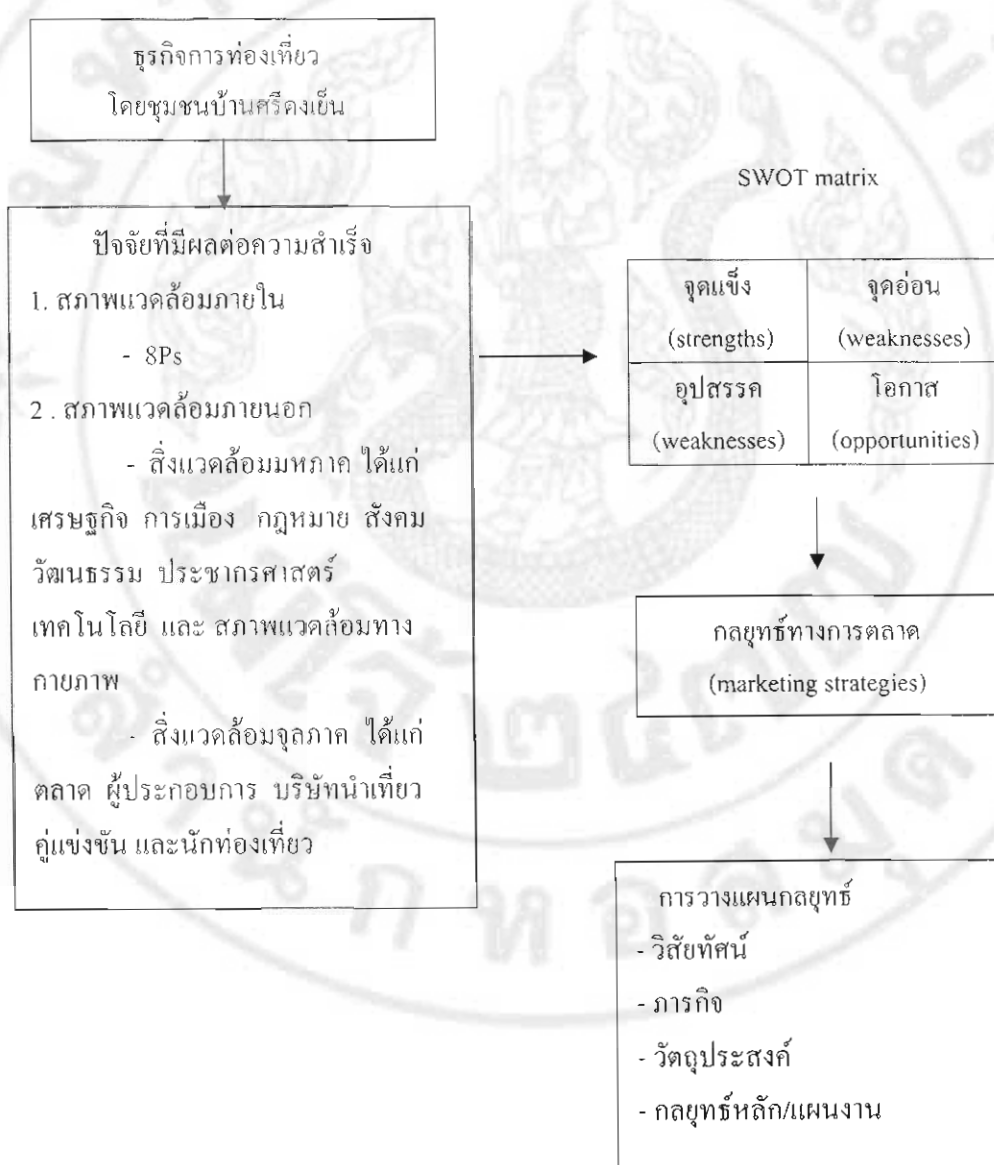 ธุรกิจการท่องเที่ยว
โดยชุมชนบ้านศรีดงเย็น
ปัจจัยที่มีผลต่อความสำเร็จ
1. สภาพแวดล้อมภายใน
- 8Ps
2 . สภาพแวดล้อมภายนอก
- สิ่งแวดล้อมมหภาค ได้แก่
เศรษฐกิจ การเมือง กฎหมาย สังคม
วัฒนธรรม ประชากรศาสตร์
เทคโนโลยี และ สภาพแวดล้อมทาง
กายภาพ
- สิ่งแวดล้อมจุลภาค ได้แก่
ตลาด ผู้ประกอบการ บริษัทนำเที่ยว
คู่แข่งขัน และนักท่องเที่ยว
SWOT matrix
จุดแข็ง
(strengths)
จุดอ่อน
(weaknesses)
อุปสรรค
(weaknesses)
โอกาส
(opportunities)
กลยุทธ์ทางการตลาด
(marketing strategies)
การวางแผนกลยุทธ์
- วิสัยทัศน์
- ภารกิจ
- วัตถุประสงค์
- กลยุทธ์หลัก/แผนงาน